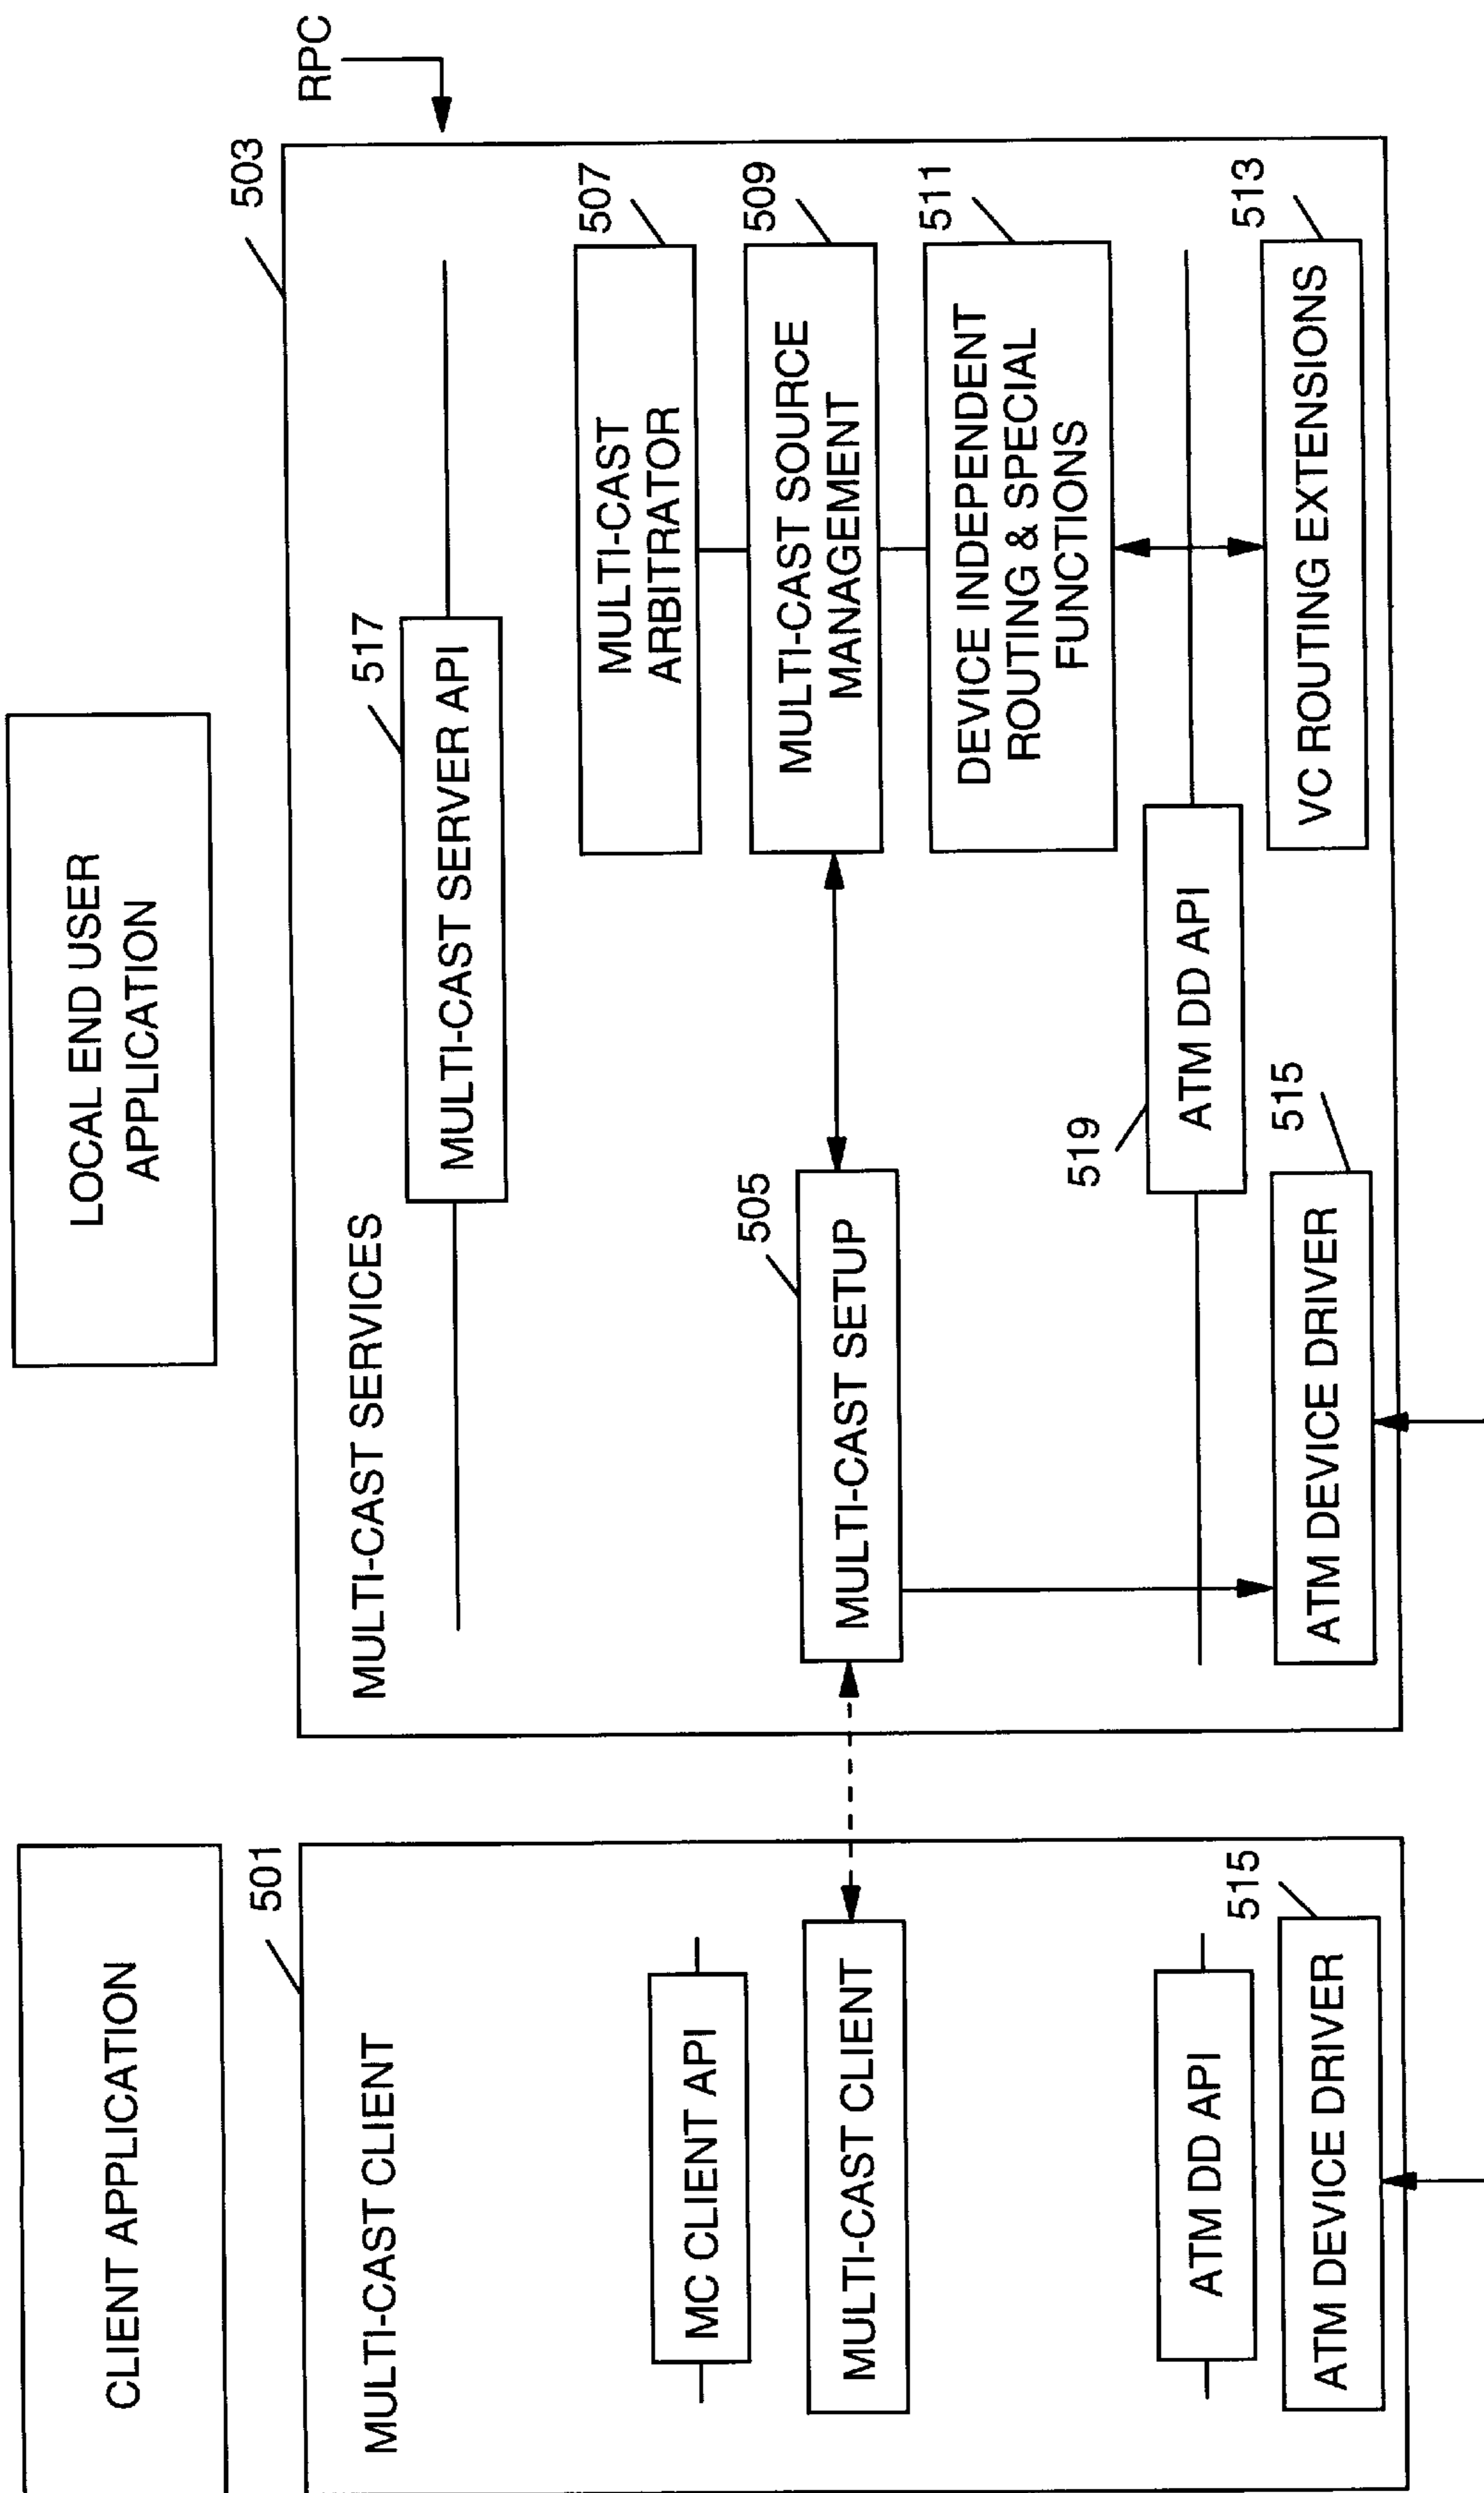 CLIENT APPLICATION
LOCAL END USER
APPLICATION
501
503
RPC
MULTI-CAST CLIENT
MC CLIENT API
MULTI-CAST CLIENT
ATM DD API
515
ATM DEVICE DRIVER
MULTI-CAST SERVICES
517
MULTI-CAST SERVER API
507
MULTI-CAST
ARBITRATOR
505
MULTI-CAST SETUP
509
MULTI-CAST SOURCE
MANAGEMENT
511
DEVICE INDEPENDENT
ROUTING & SPECIAL
FUNCTIONS
519
ATM DD API
515
ATM DEVICE DRIVER
513
VC ROUTING EXTENSIONS